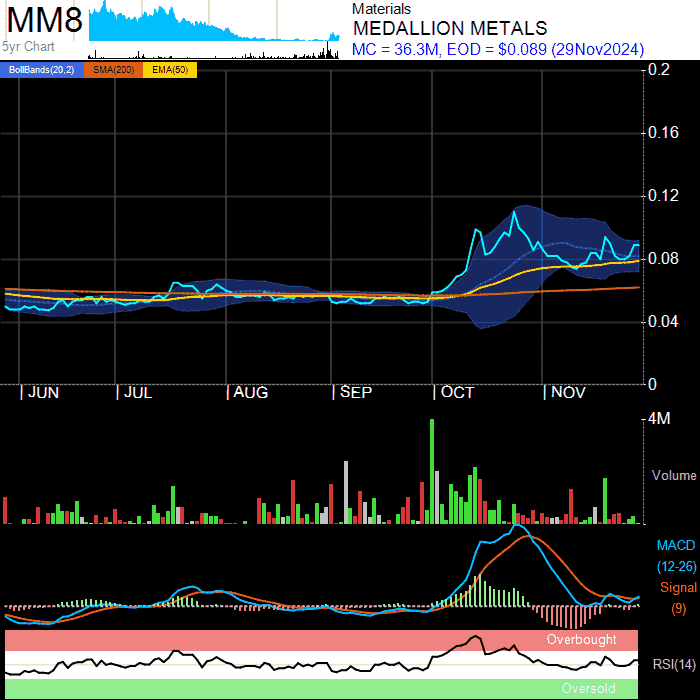 MM8
Materials
MEDALLION METALS
MC = 36.3M, EOD = $0.089 (29Nov2024)
5yr Chart
BollBands(20,2) SMA(200) EMA(50)
0.2
0.16
0.12
0.08
0.04
0
JUN JUL AUG SEP OCT NOV
4M
Volume
MACD
(12-26)
Signal
(9)
Overbought
RSI(14)
Oversold